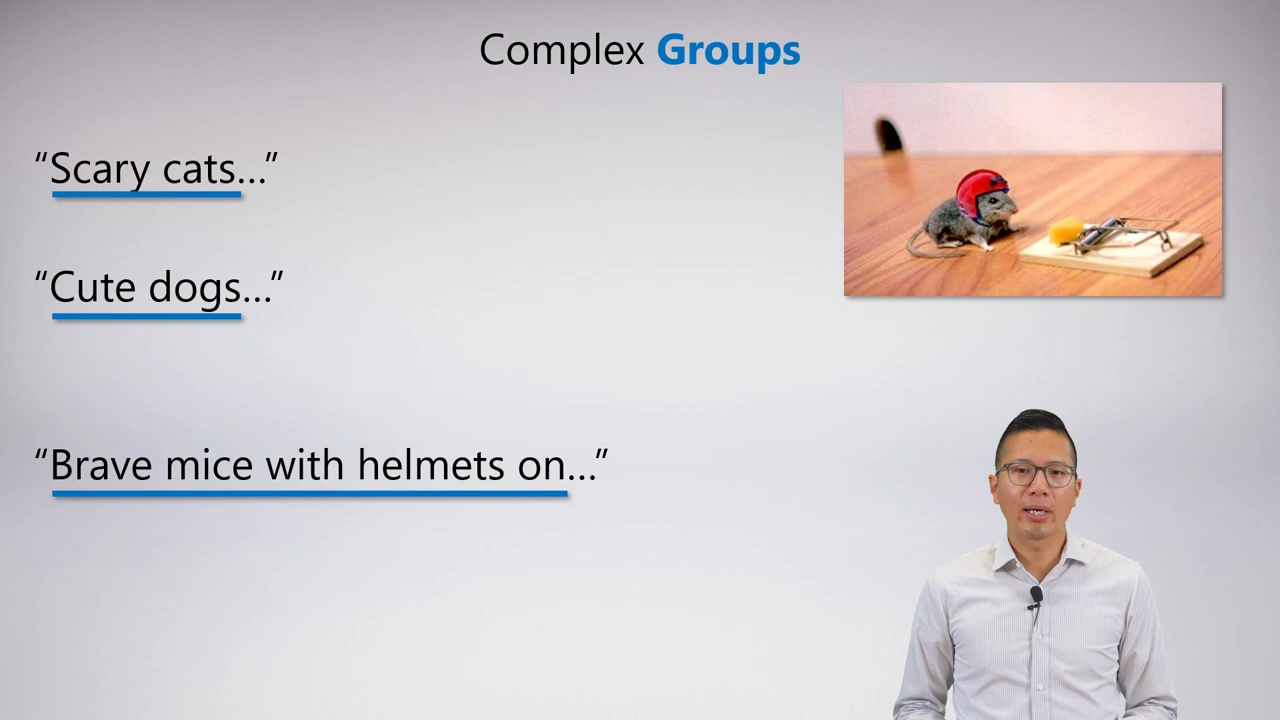 Complex Groups
“Scary cats…”
“Cute dogs…”
“Brave mice with helmets on…”